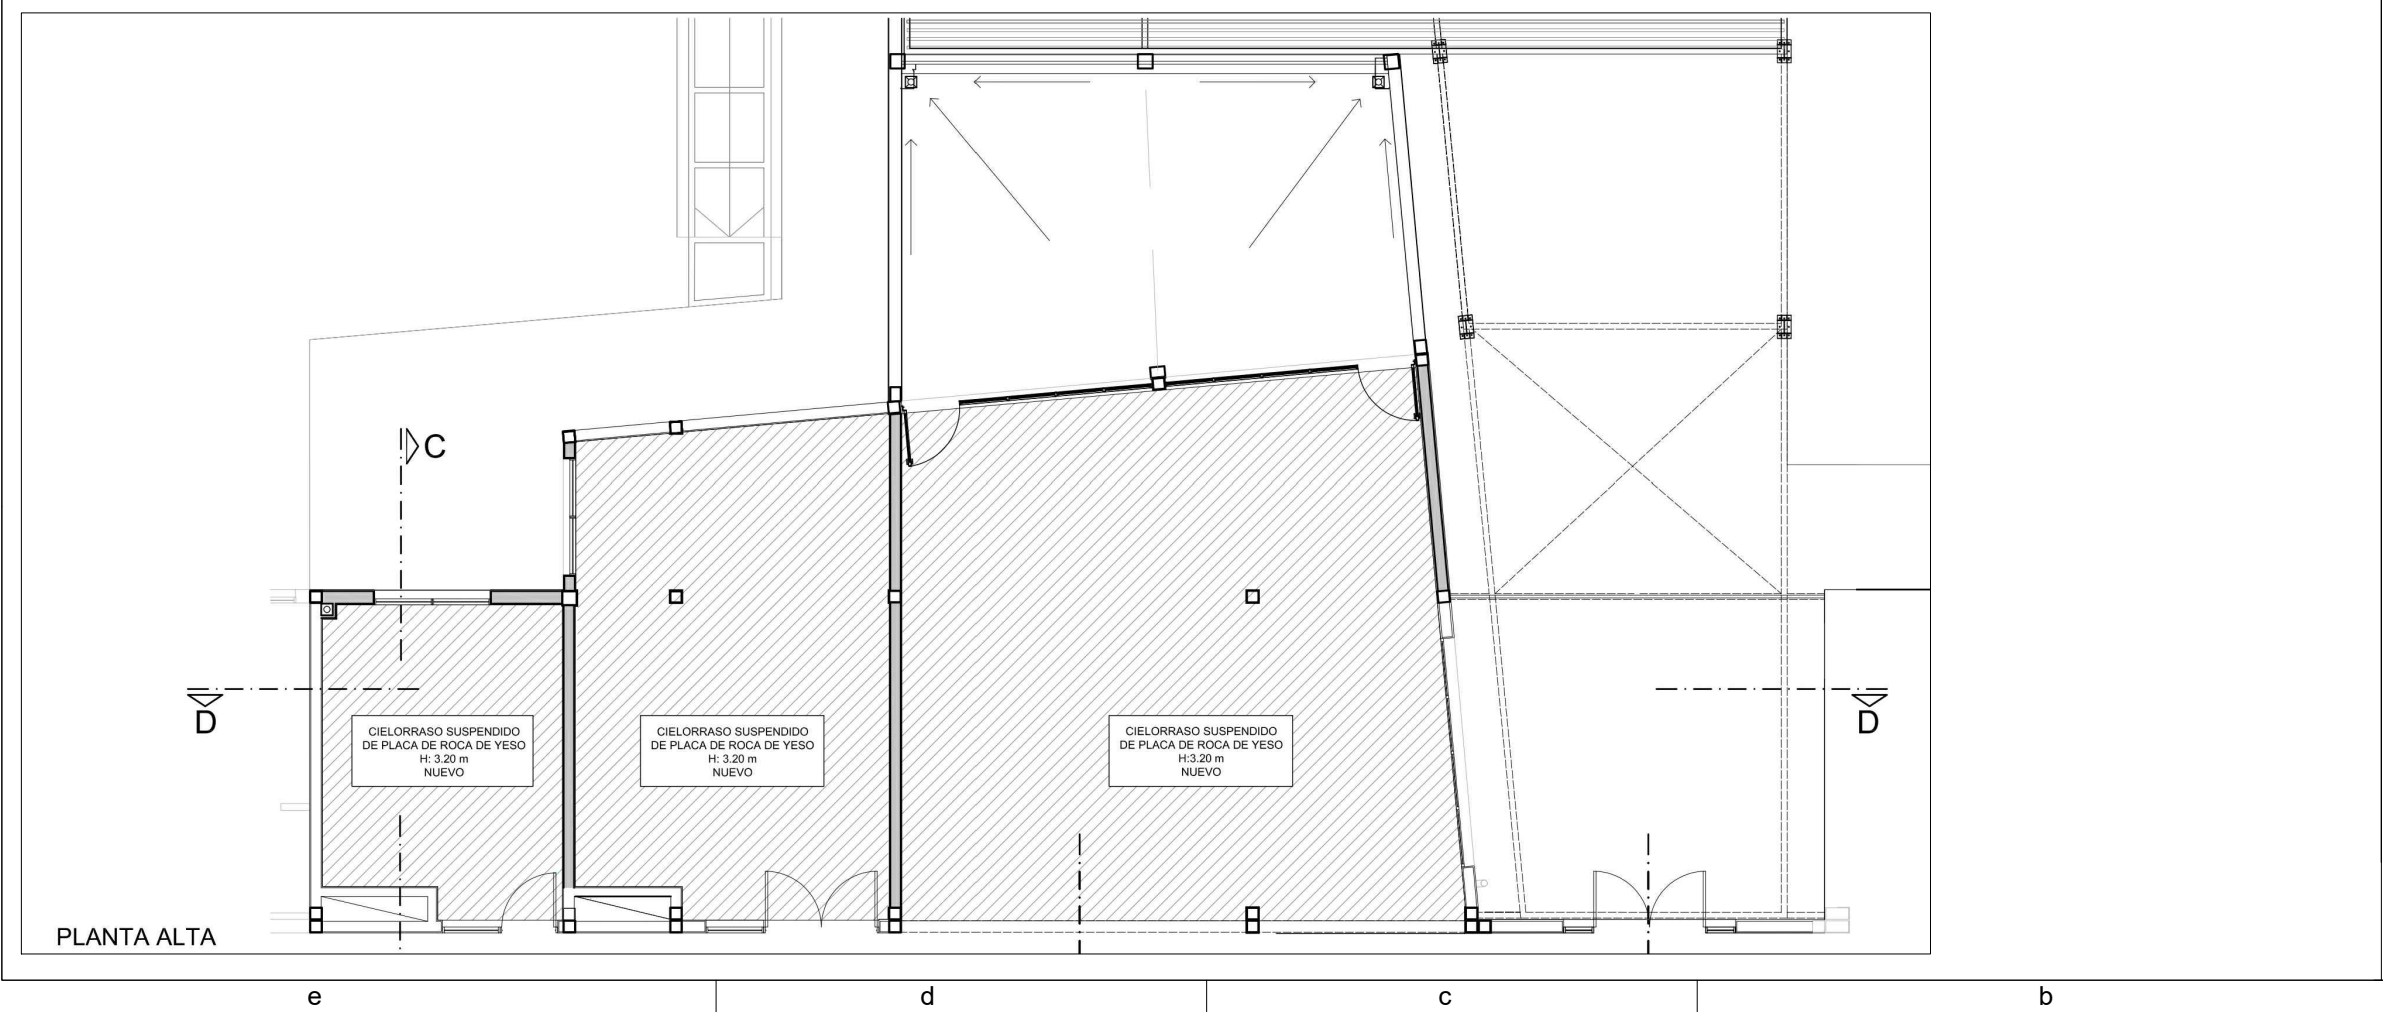 C
D
D
CIELORRASO SUSPENDIDO
DE PLACA DE ROCA DE YESO
H: 3.20 m
NUEVO
CIELORRASO SUSPENDIDO
DE PLACA DE ROCA DE YESO
H: 3.20 m
NUEVO
CIELORRASO SUSPENDIDO
DE PLACA DE ROCA DE YESO
H:3.20 m
NUEVO
PLANTA ALTA
e
d
c
b